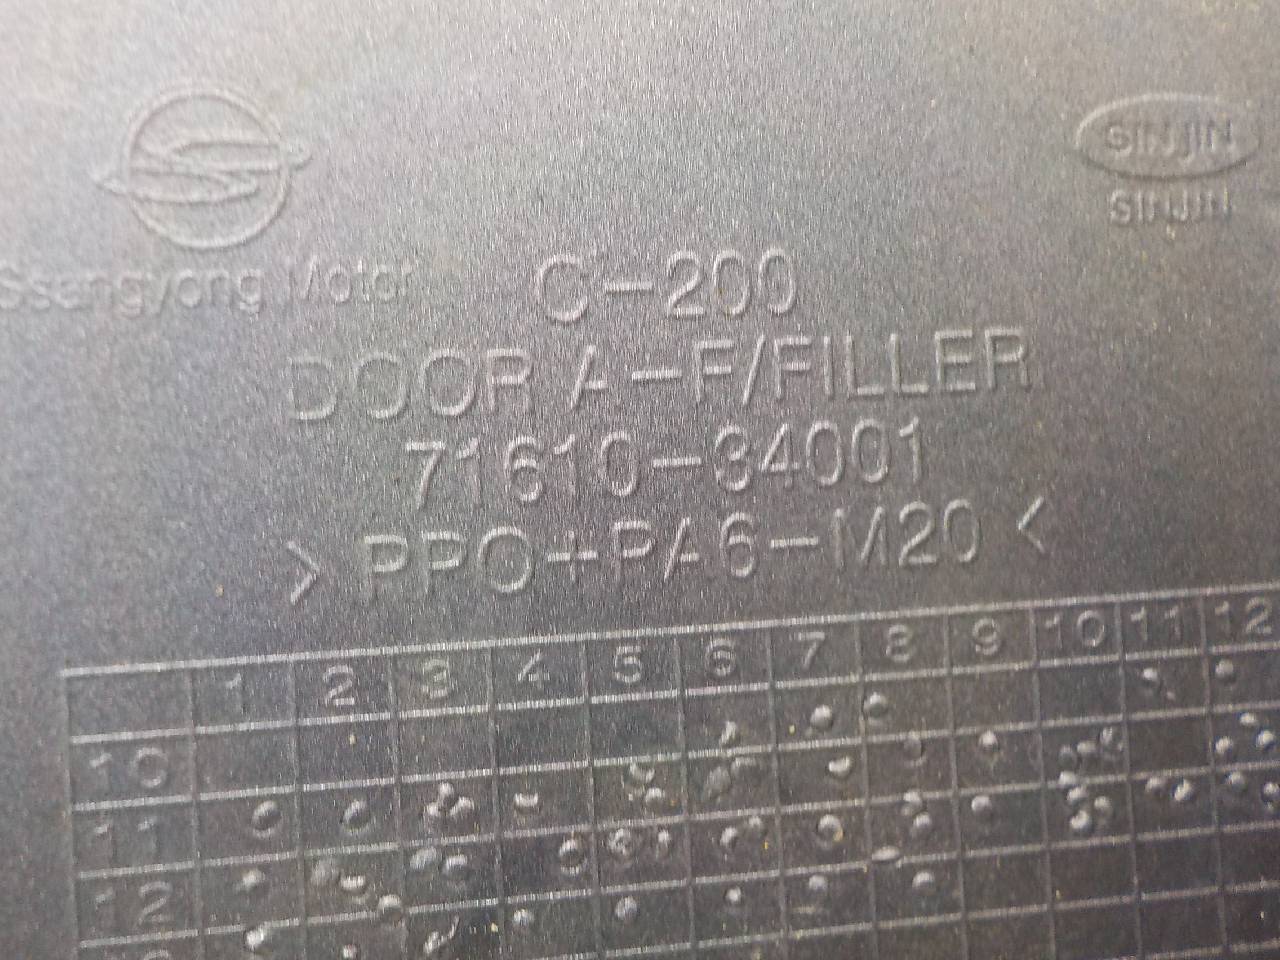 SINJIN
SINJIN
Ssangyong Motor
C-200
DOOR A-F/FILLER
71610-34001
> PPO+PA6-M20 <
1 2 3 4 5 6 7 8 9 10 11 12
10
11
12